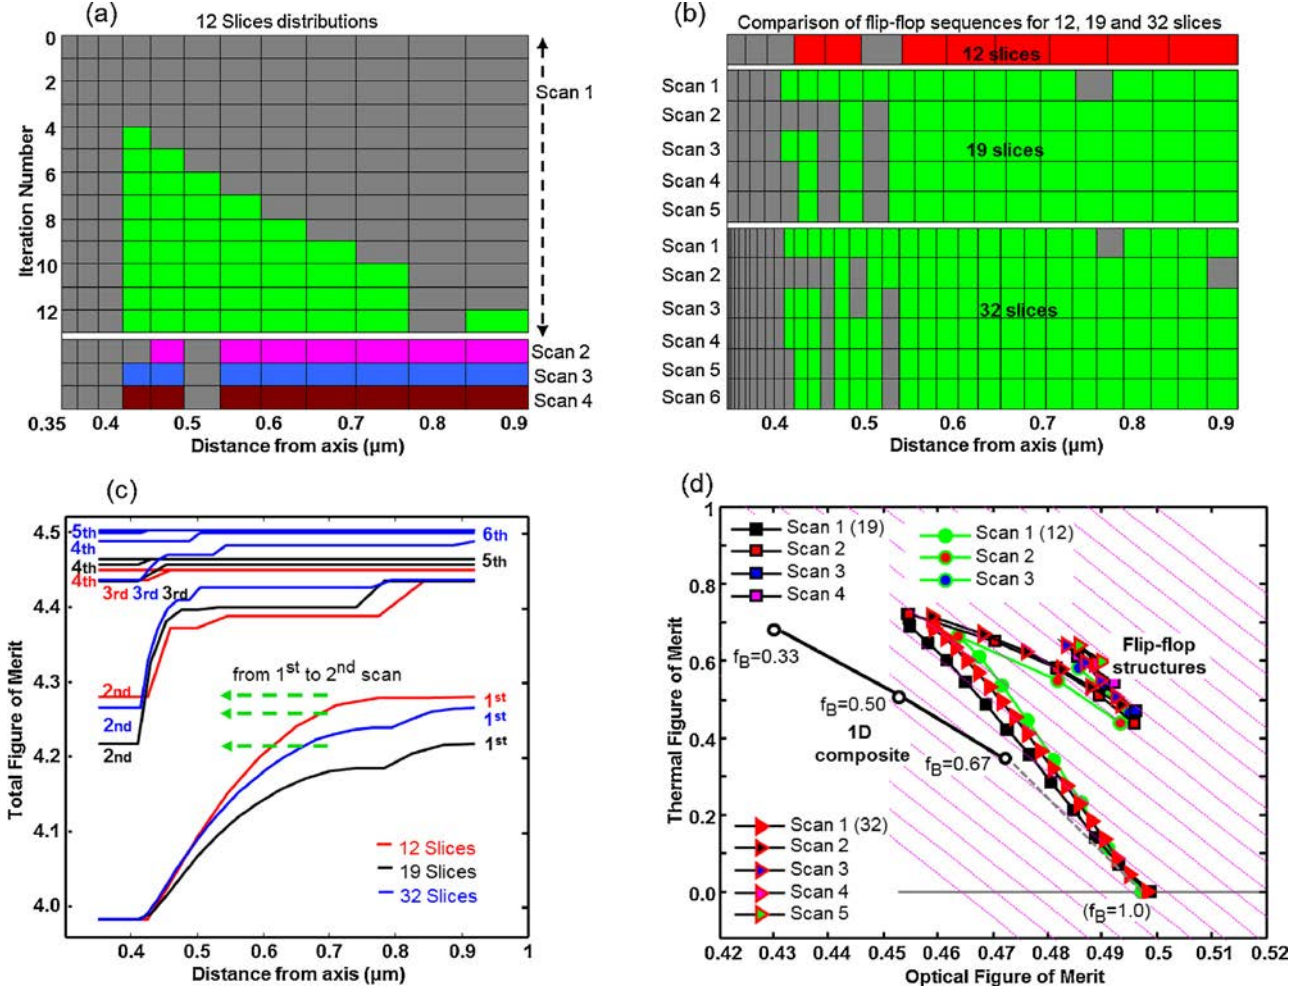 (a)
12 Slices distributions
0
2
4
6
8
10
12
Iteration Number
Scan 1
Scan 2
Scan 3
Scan 4
0.35 0.4 0.5 0.6 0.7 0.8 0.9
Distance from axis (µm)
(b)
Comparison of flip-flop sequences for 12, 19 and 32 slices
12 slices
Scan 1
Scan 2
Scan 3
Scan 4
Scan 5
19 slices
Scan 1
Scan 2
Scan 3
Scan 4
Scan 5
Scan 6
32 slices
0.4 0.5 0.6 0.7 0.8 0.9
Distance from axis (µm)
(c)
4.5
4.4
4.3
4.2
4.1
4.0
Total Figure of Merit
5th
4th
4th
4th
3rd 3rd 3rd
2nd
2nd
2nd
6th
5th
from 1st to 2nd scan
1st
1st
1st
12 Slices
19 Slices
32 Slices
0.4 0.5 0.6 0.7 0.8 0.9 1
Distance from axis (µm)
(d)
1
0.8
0.6
0.4
0.2
0.0
Thermal Figure of Merit
Scan 1 (19)
Scan 2
Scan 3
Scan 4
Scan 1 (12)
Scan 2
Scan 3
Flip-flop
structures
fB=0.33
fB=0.50
1D
composite
fB=0.67
Scan 1 (32)
Scan 2
Scan 3
Scan 4
Scan 5
(fB=1.0)
0.42 0.43 0.44 0.45 0.46 0.47 0.48 0.49 0.5 0.51 0.52
Optical Figure of Merit